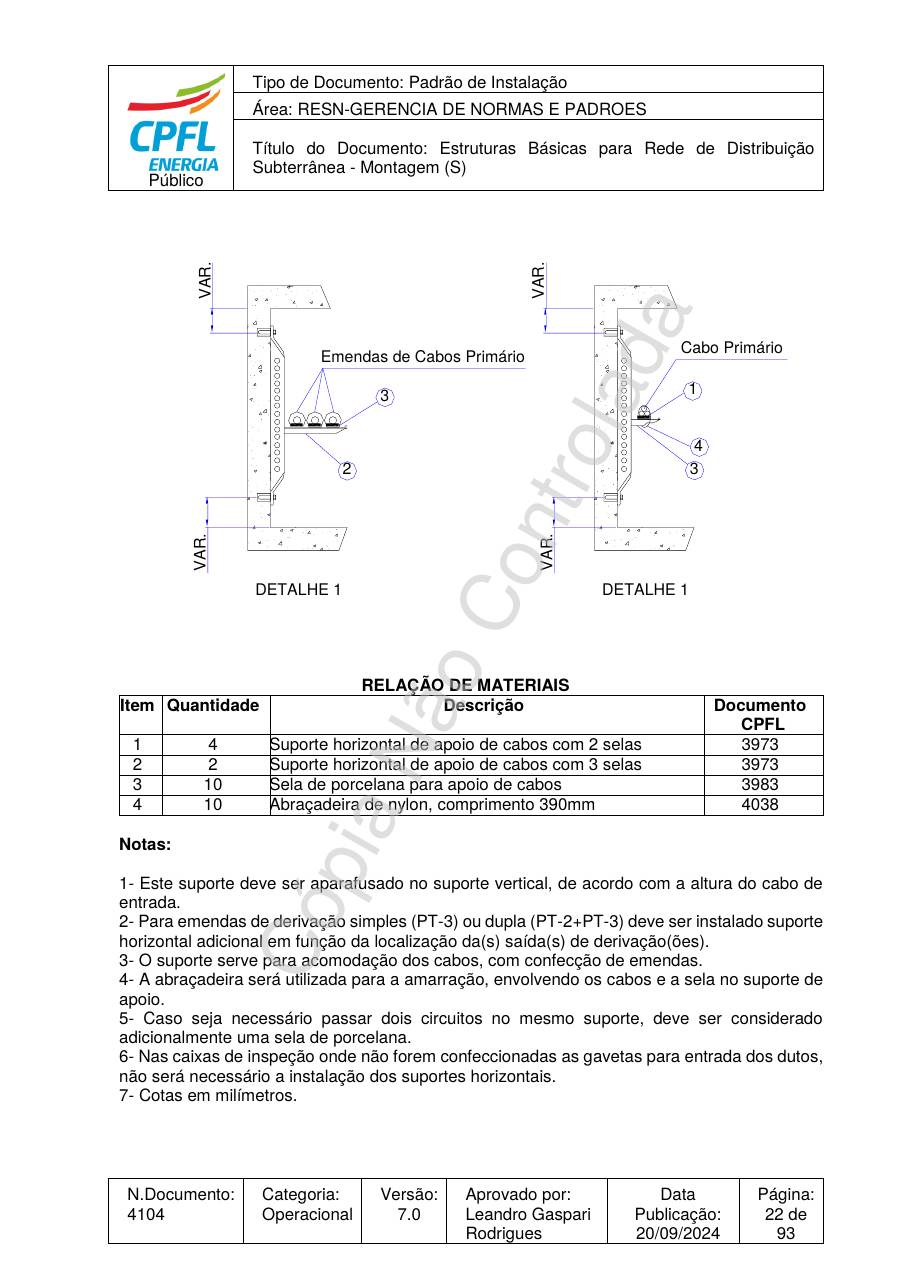 CPFL
ENERGIA
Público
Tipo de Documento: Padrão de Instalação
Área: RESN-GERENCIA DE NORMAS E PADROES
Título do Documento: Estruturas Básicas para Rede de Distribuição
Subterrânea - Montagem (S)
VAR.
VAR.
Emendas de Cabos Primário
Cabo Primário
3
1
2
4
3
VAR.
VAR.
DETALHE 1
DETALHE 1
Cópia Não Controlada
RELAÇÃO DE MATERIAIS
Item Quantidade Descrição Documento
CPFL
1 4 Suporte horizontal de apoio de cabos com 2 selas 3973
2 2 Suporte horizontal de apoio de cabos com 3 selas 3973
3 10 Sela de porcelana para apoio de cabos 3983
4 10 Abraçadeira de nylon, comprimento 390mm 4038
Notas:
1- Este suporte deve ser aparafusado no suporte vertical, de acordo com a altura do cabo de
entrada.
2- Para emendas de derivação simples (PT-3) ou dupla (PT-2+PT-3) deve ser instalado suporte
horizontal adicional em função da localização da(s) saída(s) de derivação(ões).
3- O suporte serve para acomodação dos cabos, com confecção de emendas.
4- A abraçadeira será utilizada para a amarração, envolvendo os cabos e a sela no suporte de
apoio.
5- Caso seja necessário passar dois circuitos no mesmo suporte, deve ser considerado
adicionalmente uma sela de porcelana.
6- Nas caixas de inspeção onde não forem confeccionadas as gavetas para entrada dos dutos,
não será necessário a instalação dos suportes horizontais.
7- Cotas em milímetros.
N.Documento: Categoria: Versão: Aprovado por: Data Página:
4104 Operacional 7.0 Leandro Gaspari Publicação: 22 de
Rodrigues 20/09/2024 93